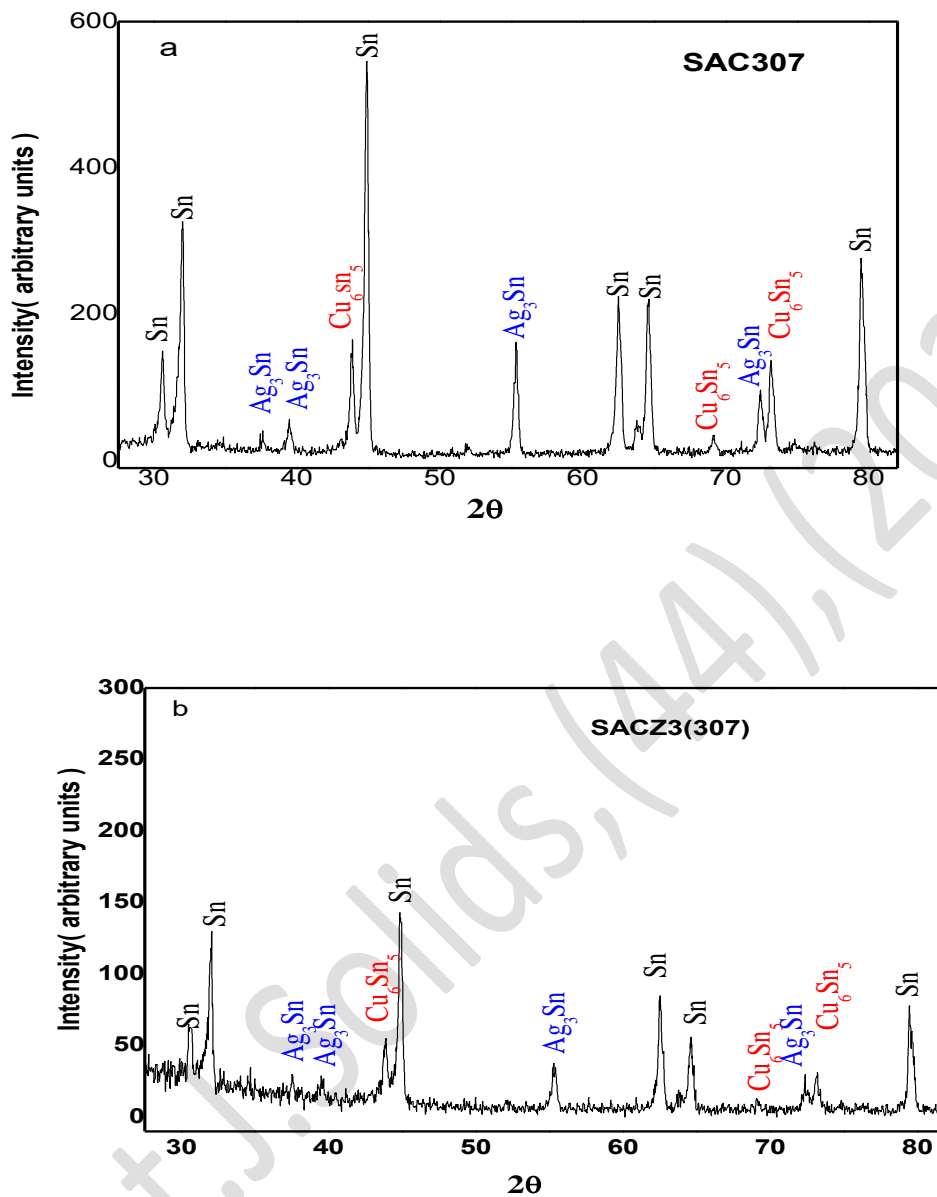 600
a
Sn
SAC307
400
Sn
Sn
Ag3Sn
Ag3Sn
Cu6sn5
Ag3Sn
Sn
Sn
Cu6Sn5
Ag3Sn
Cu6Sn5
Sn
200
0
30 40 50 60 70 80
Intensity( arbitrary units )
2θ
300
b
SACZ3(307)
250
200
150
100
50
0
Sn
Sn
Ag3Sn
Ag3Sn
Cu6Sn5
Sn
Ag3Sn
Sn
Sn
Cu6Sn5
Ag3Sn
Cu6Sn5
Sn
30 40 50 60 70 80
Intensity( arbitrary units )
2θ
t.J.Solids,(44),(20